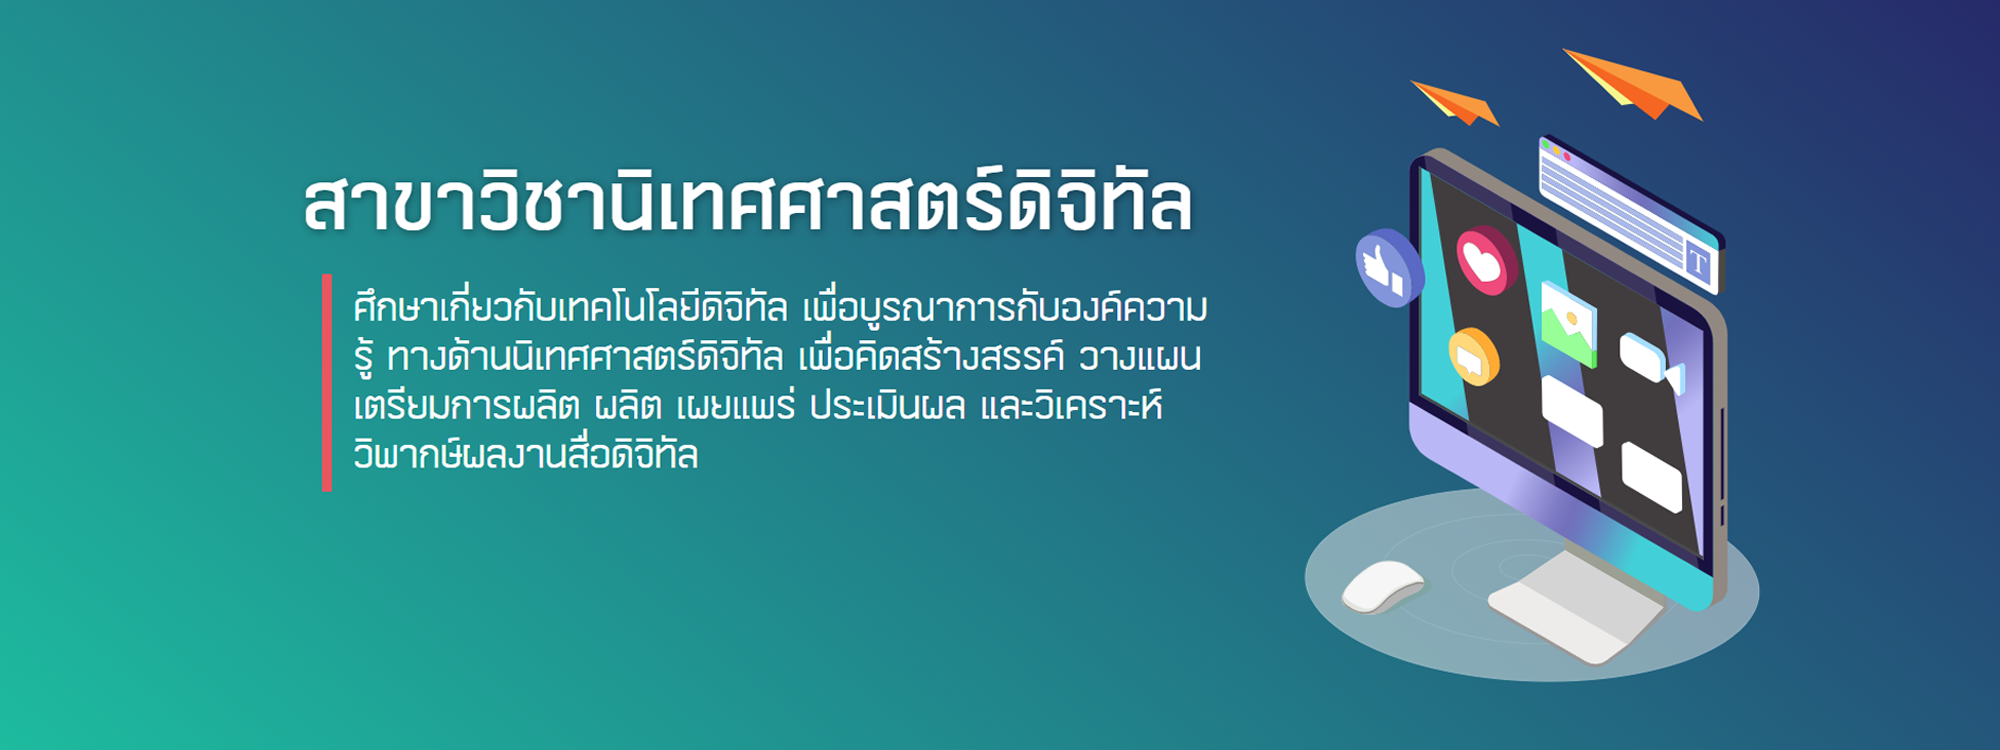 สาขาวิชานิเทศศาสตร์ดิจิทัล
ศึกษาเกี่ยวกับเทคโนโลยีดิจิทัล เพื่อบูรณาการกับองค์ความ
รู้ ทางด้านนิเทศศาสตร์ดิจิทัล เพื่อคิดสร้างสรรค์ วางแผน
เตรียมการผลิต ผลิต เผยแพร่ ประเมินผล และวิเคราะห์
วิพากษ์ผลงานสื่อดิจิทัล
T